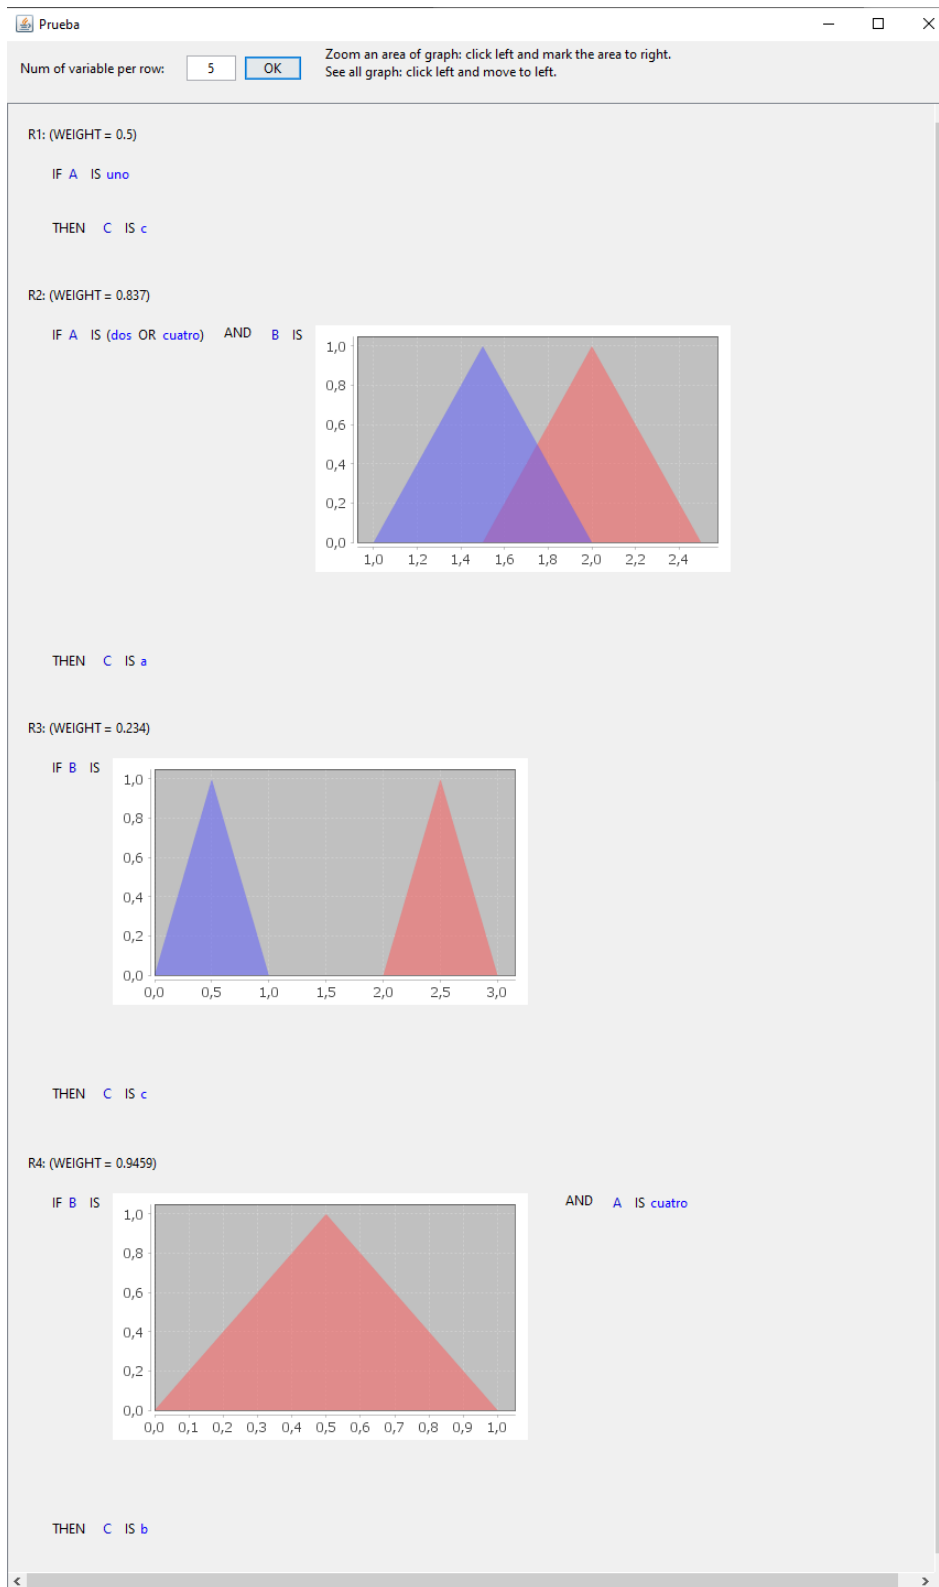 Prueba
Num of variable per row: 5 OK
Zoom an area of graph: click left and mark the area to right.
See all graph: click left and move to left.
R1: (WEIGHT = 0.5)
IF A IS uno
THEN C IS c
R2: (WEIGHT = 0.837)
IF A IS (dos OR cuatro) AND B IS
1,0
0,8
0,6
0,4
0,2
0,0
1,0 1,2 1,4 1,6 1,8 2,0 2,2 2,4
THEN C IS a
R3: (WEIGHT = 0.234)
IF B IS
1,0
0,8
0,6
0,4
0,2
0,0
0,0 0,5 1,0 1,5 2,0 2,5 3,0
THEN C IS c
R4: (WEIGHT = 0.9459)
IF B IS AND A IS cuatro
1,0
0,8
0,6
0,4
0,2
0,0
0,0 0,1 0,2 0,3 0,4 0,5 0,6 0,7 0,8 0,9 1,0
THEN C IS b